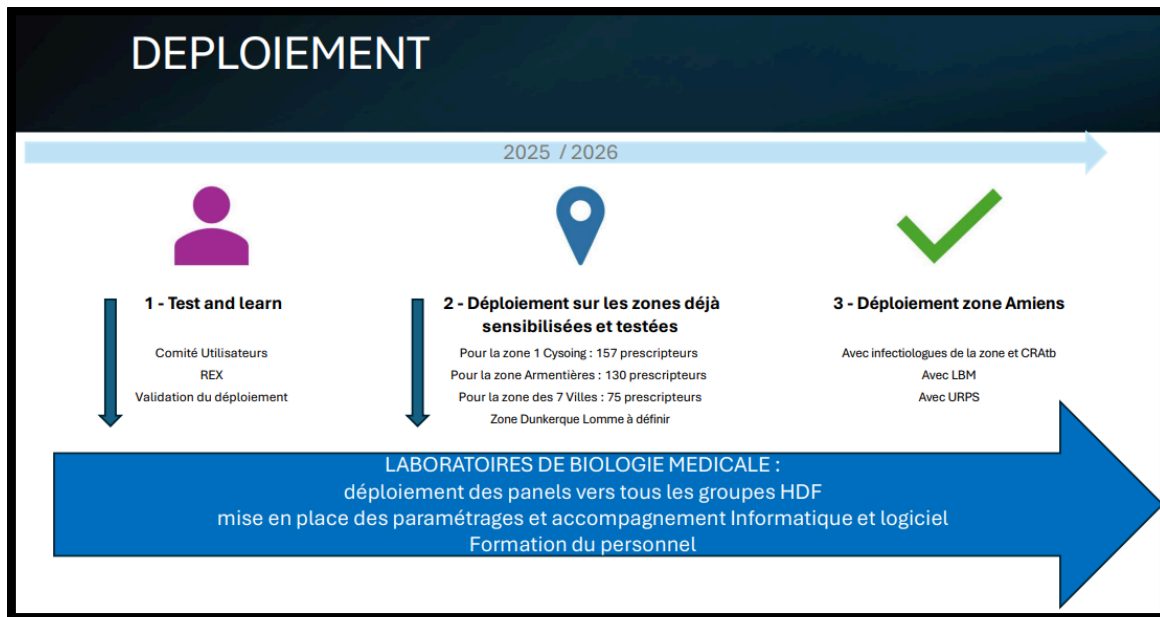 DEPLOIEMENT
2025 / 2026
1 - Test and learn
Comité Utilisateurs
REX
Validation du déploiement
2 - Déploiement sur les zones déjà
sensibilisées et testées
Pour la zone 1 Cysoing : 157 prescripteurs
Pour la zone Armentières : 130 prescripteurs
Pour la zone des 7 Villes : 75 prescripteurs
Zone Dunkerque Lomme à définir
3 - Déploiement zone Amiens
Avec infectiologues de la zone et CRAtb
Avec LBM
Avec URPS
LABORATOIRES DE BIOLOGIE MEDICALE :
déploiement des panels vers tous les groupes HDF
mise en place des paramétrages et accompagnement Informatique et logiciel
Formation du personnel